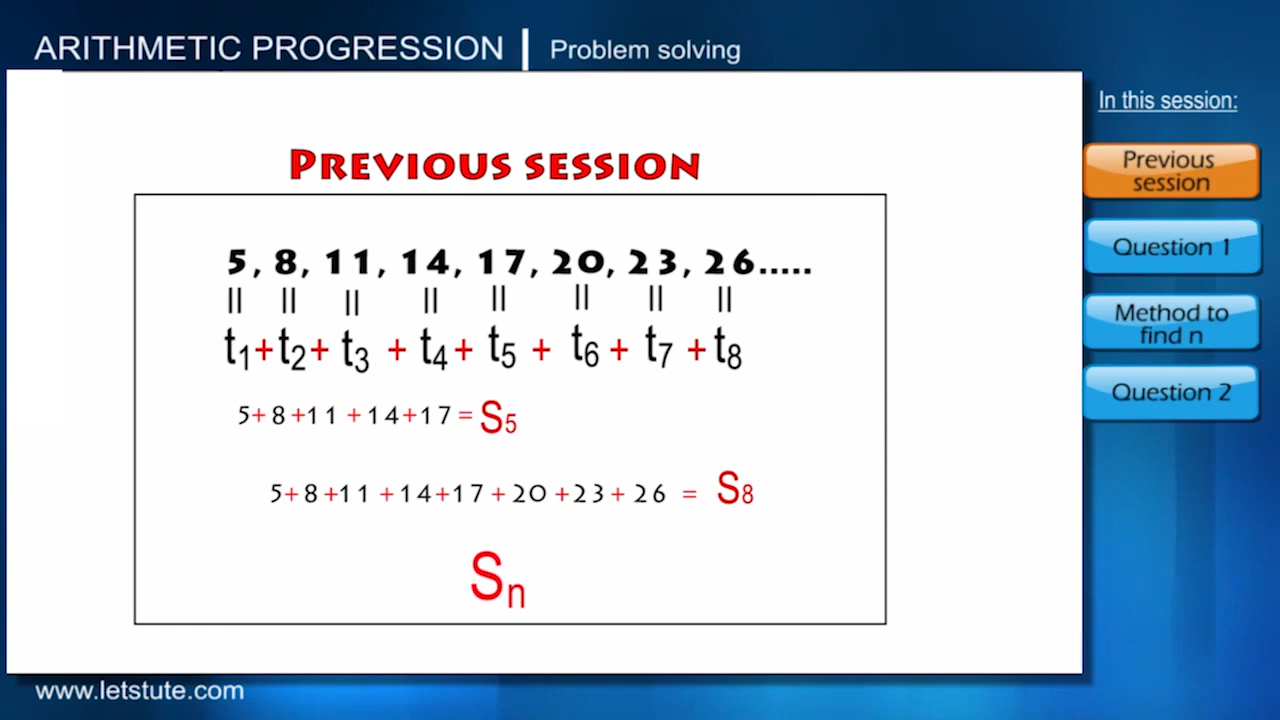 ARITHMETIC PROGRESSION | Problem solving
In this session:
Previous session
Question 1
Method to find n
Question 2
PREVIOUS SESSION
5, 8, 11, 14, 17, 20, 23, 26.....
= = = = = = = =
t₁+t₂+ t₃ + t₄+ t₅ + t₆ + t₇ +t₈
5+8+11+14+17= S₅
5+8+11+14+17+20+23+26 = S₈
Sₙ
www.letstute.com